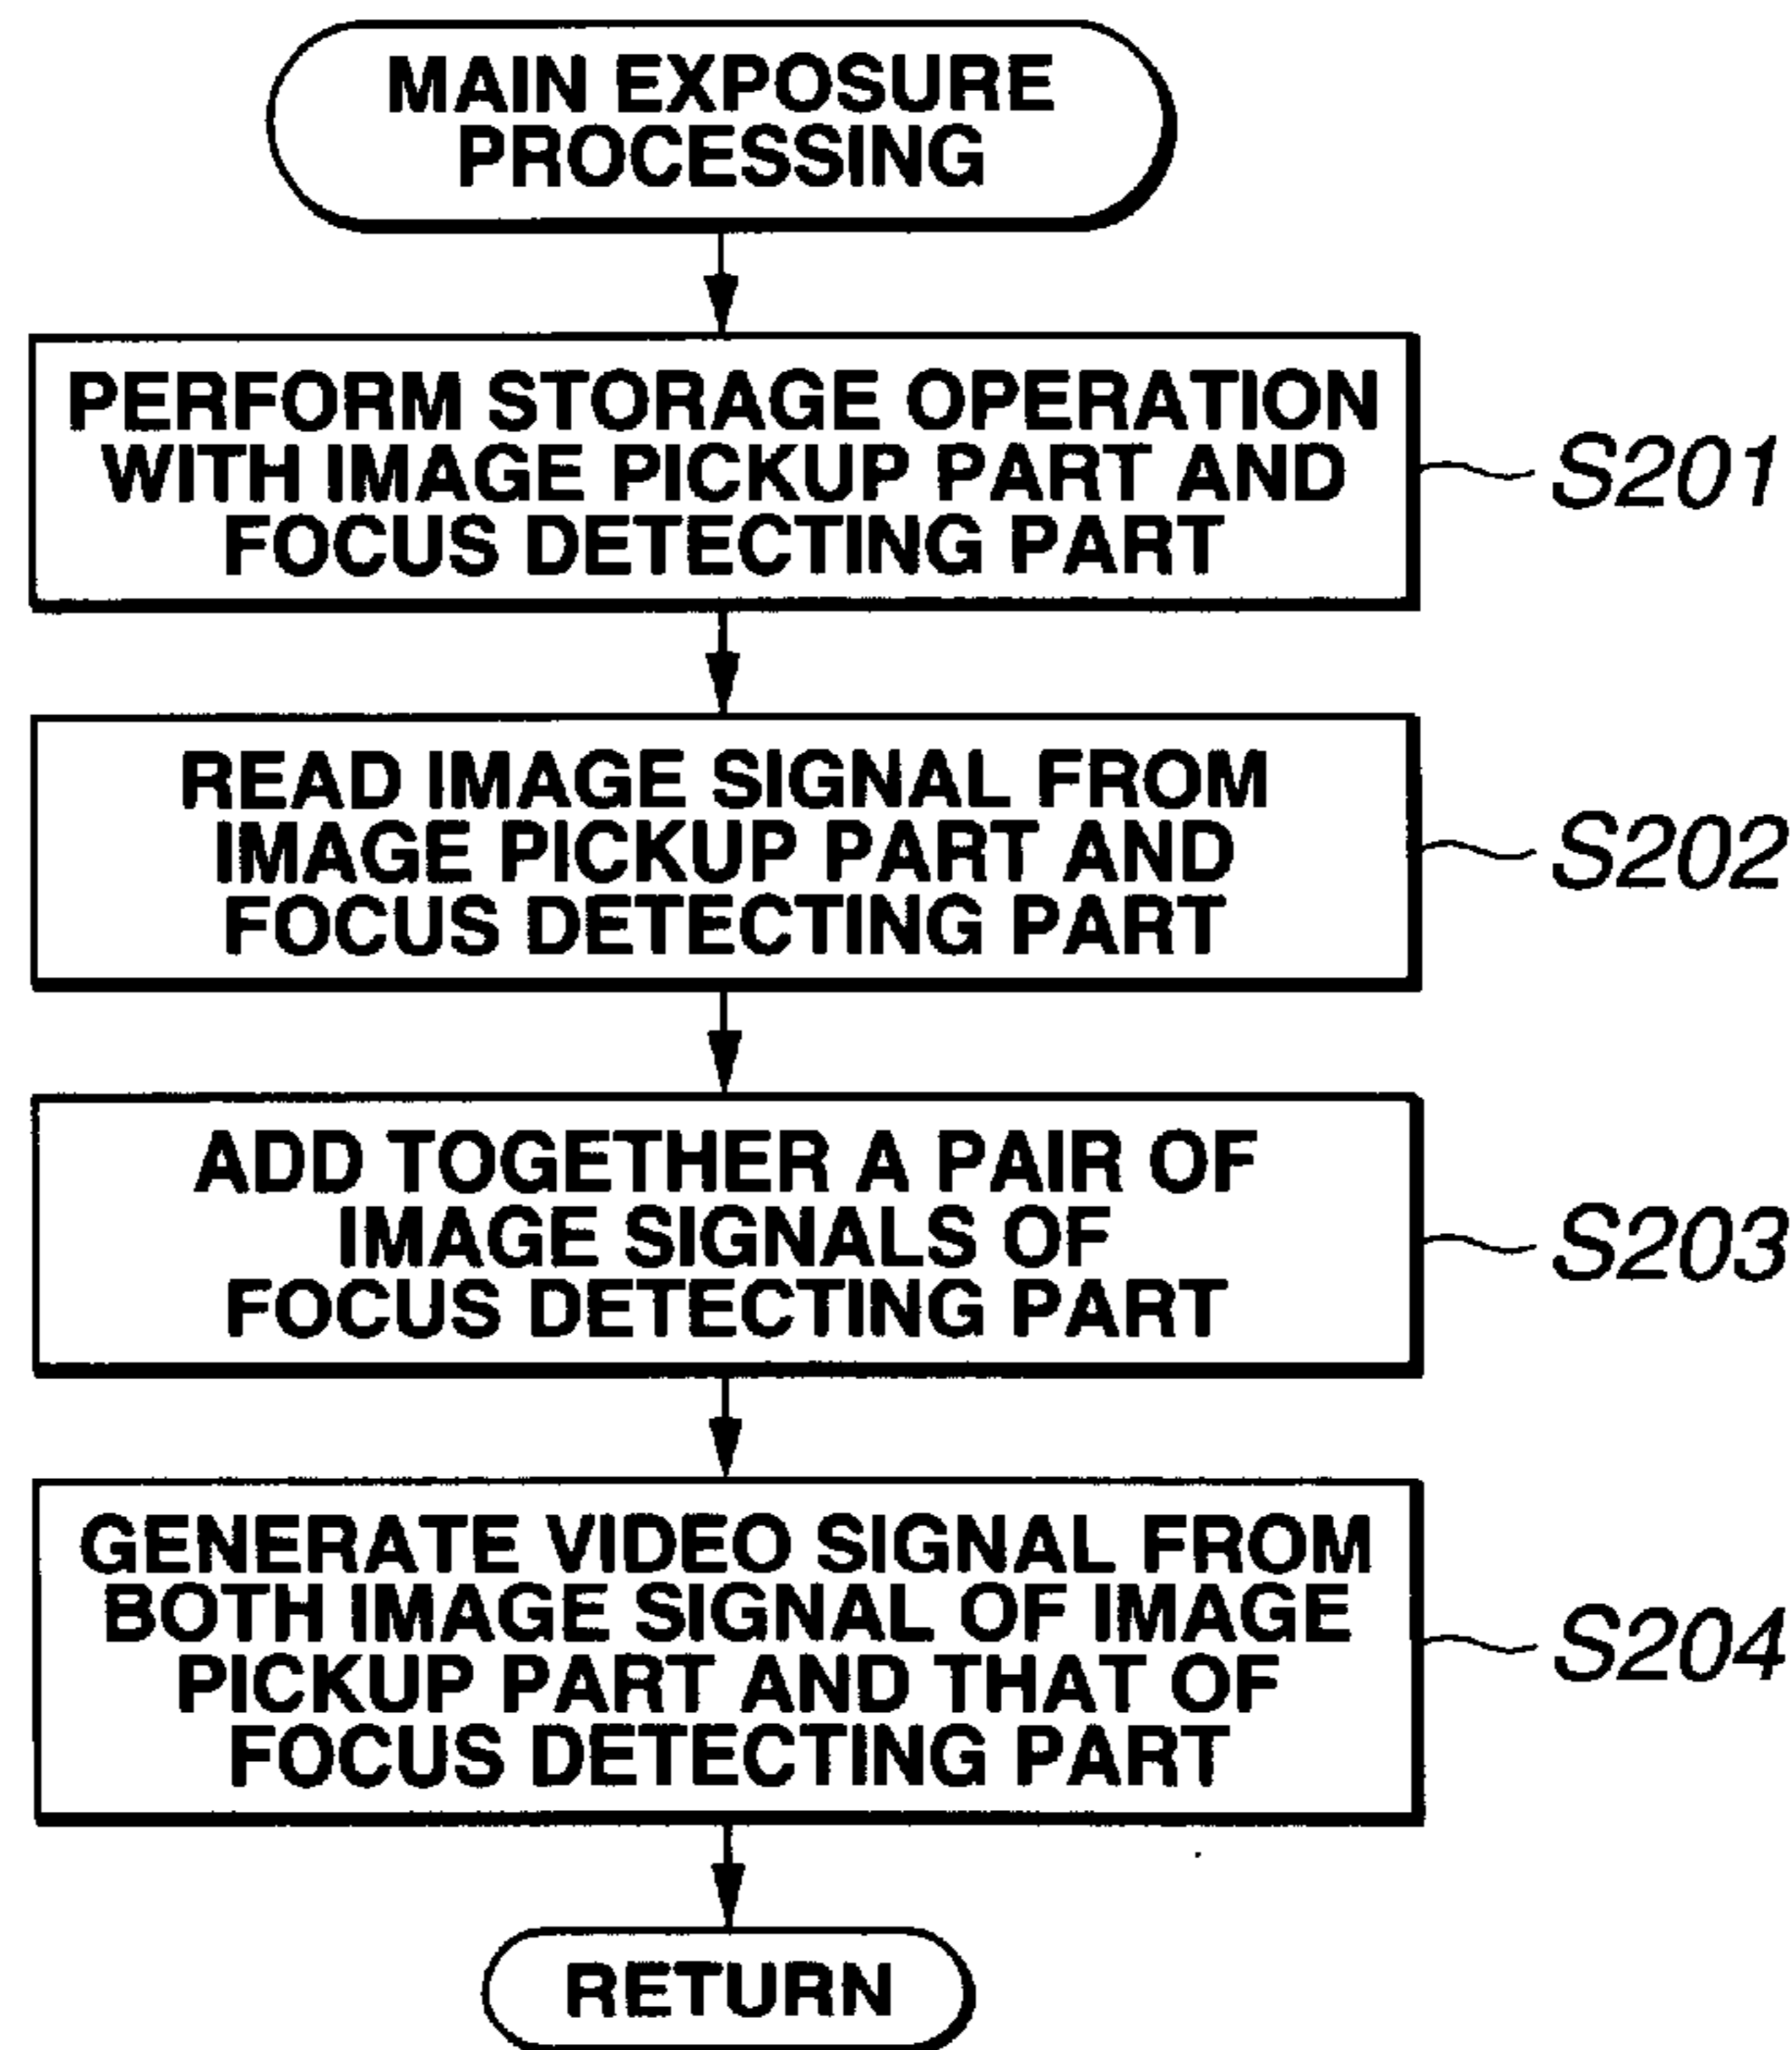 MAIN EXPOSURE
PROCESSING
PERFORM STORAGE OPERATION
WITH IMAGE PICKUP PART AND
FOCUS DETECTING PART
S201
READ IMAGE SIGNAL FROM
IMAGE PICKUP PART AND
FOCUS DETECTING PART
S202
ADD TOGETHER A PAIR OF
IMAGE SIGNALS OF
FOCUS DETECTING PART
S203
GENERATE VIDEO SIGNAL FROM
BOTH IMAGE SIGNAL OF IMAGE
PICKUP PART AND THAT OF
FOCUS DETECTING PART
S204
RETURN